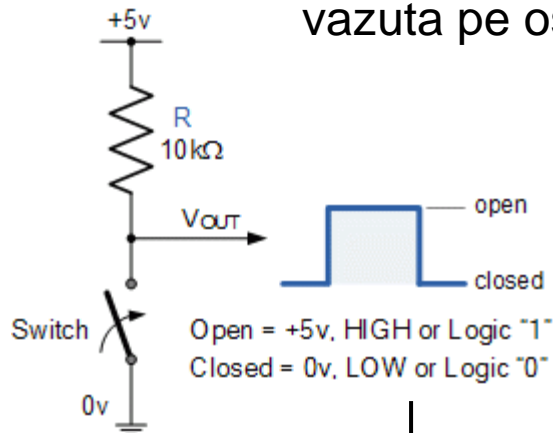 +5v
vazuta pe os
R
10kΩ
VOUT
open
closed
Switch
Open = +5v, HIGH or Logic "1"
Closed = 0v, LOW or Logic "0"
0v